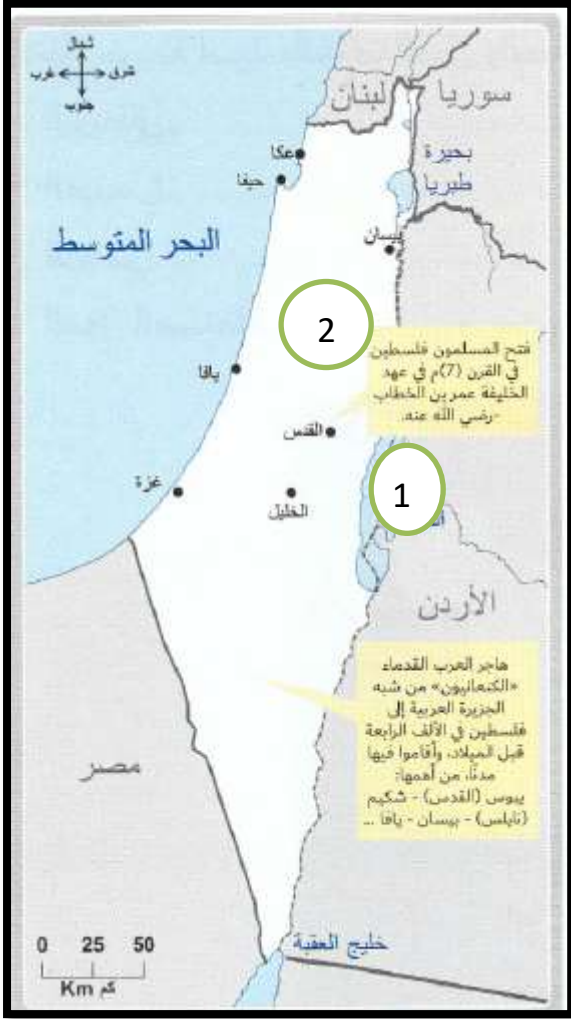 شمال
غرب شرق
جنوب
لبنان
سوريا
عكا
حيفا
بحيرة
طبريا
بيسان
البحر المتوسط
2
فتح المسلمون فلسطين
في القرن (7)م في عهد
الخليفة عمر بن الخطاب
-رضي الله عنه.
يافا
القدس
غزة
الخليل
1
الأردن
هاجر العرب القدماء
«الكنعانيون» من شبه
الجزيرة العربية إلى
فلسطين في الألف الرابعة
قبل الميلاد، وأقاموا فيها
مدنًا، من أهمها:
يبوس (القدس) - شكيم
(نابلس) - بيسان - يافا ...
مصر
خليج العقبة
0 25 50
Km كم